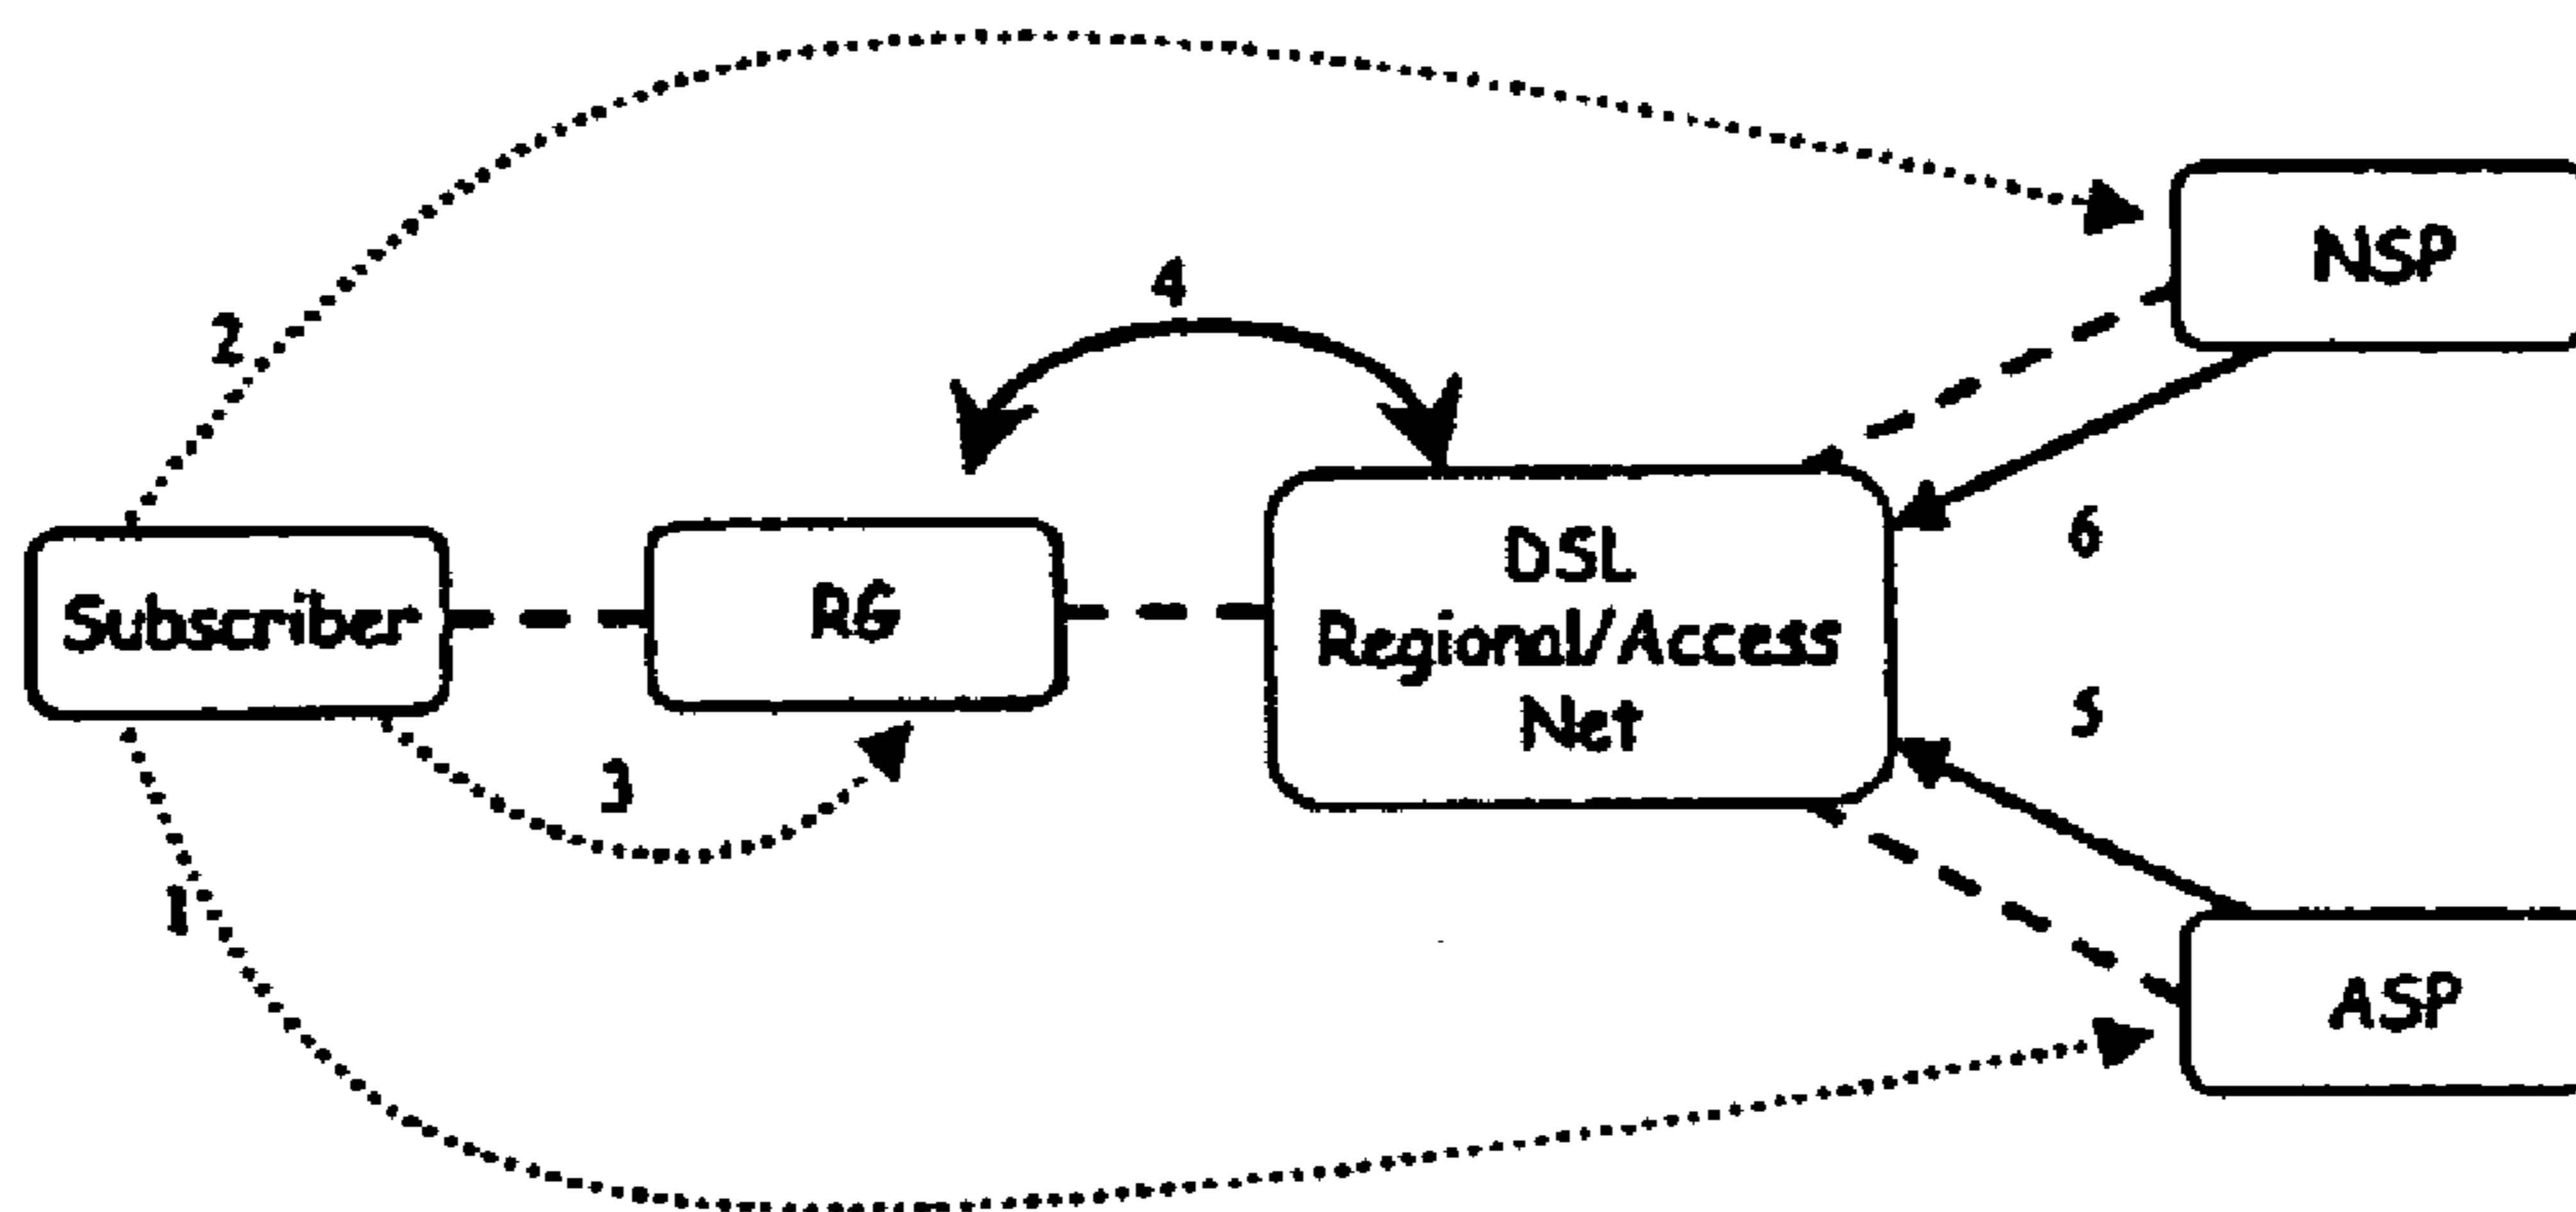 2
NSP
4
Subscriber
RG
DSL
Regional/Access
Net
6
5
3
1
ASP